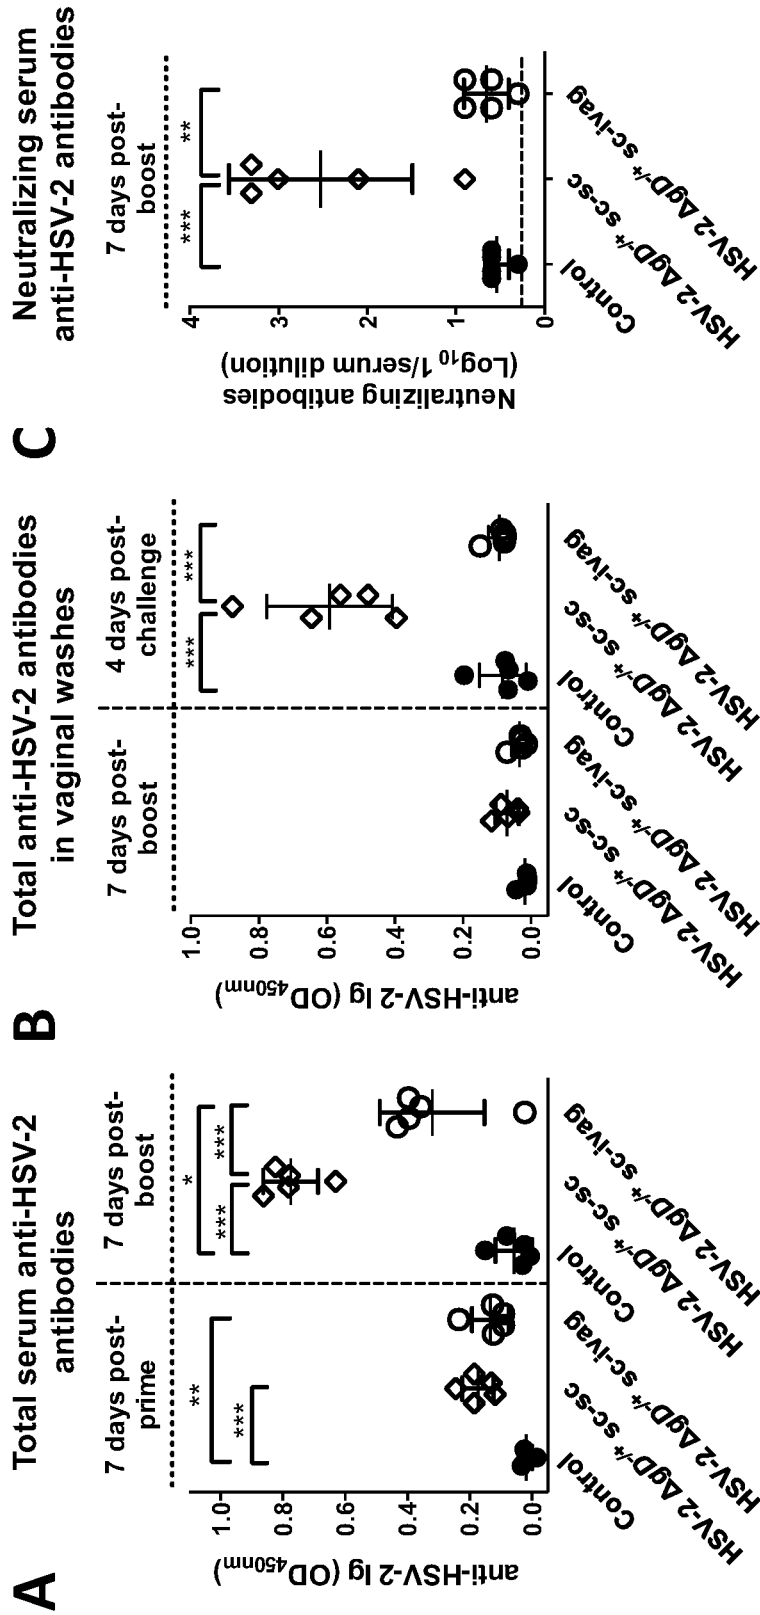 A
Total serum anti-HSV-2
antibodies
7 days post-
prime
7 days post-
boost
**
***
*
***
***
anti-HSV-2 Ig (OD450nm)
1.0
0.8
0.6
0.4
0.2
0.0
Control
HSV-2 ΔgD-/+ sc-sc
HSV-2 ΔgD-/+ sc-ivag
Control
HSV-2 ΔgD-/+ sc-sc
HSV-2 ΔgD-/+ sc-ivag
B
Total anti-HSV-2 antibodies
in vaginal washes
7 days post-
boost
4 days post-
challenge
***
***
anti-HSV-2 Ig (OD450nm)
1.0
0.8
0.6
0.4
0.2
0.0
Control
HSV-2 ΔgD-/+ sc-sc
HSV-2 ΔgD-/+ sc-ivag
Control
HSV-2 ΔgD-/+ sc-sc
HSV-2 ΔgD-/+ sc-ivag
C
Neutralizing serum
anti-HSV-2 antibodies
7 days post-
boost
***
**
Neutralizing antibodies
(Log10 1/serum dilution)
4
3
2
1
0
Control
HSV-2 ΔgD-/+ sc-sc
HSV-2 ΔgD-/+ sc-ivag